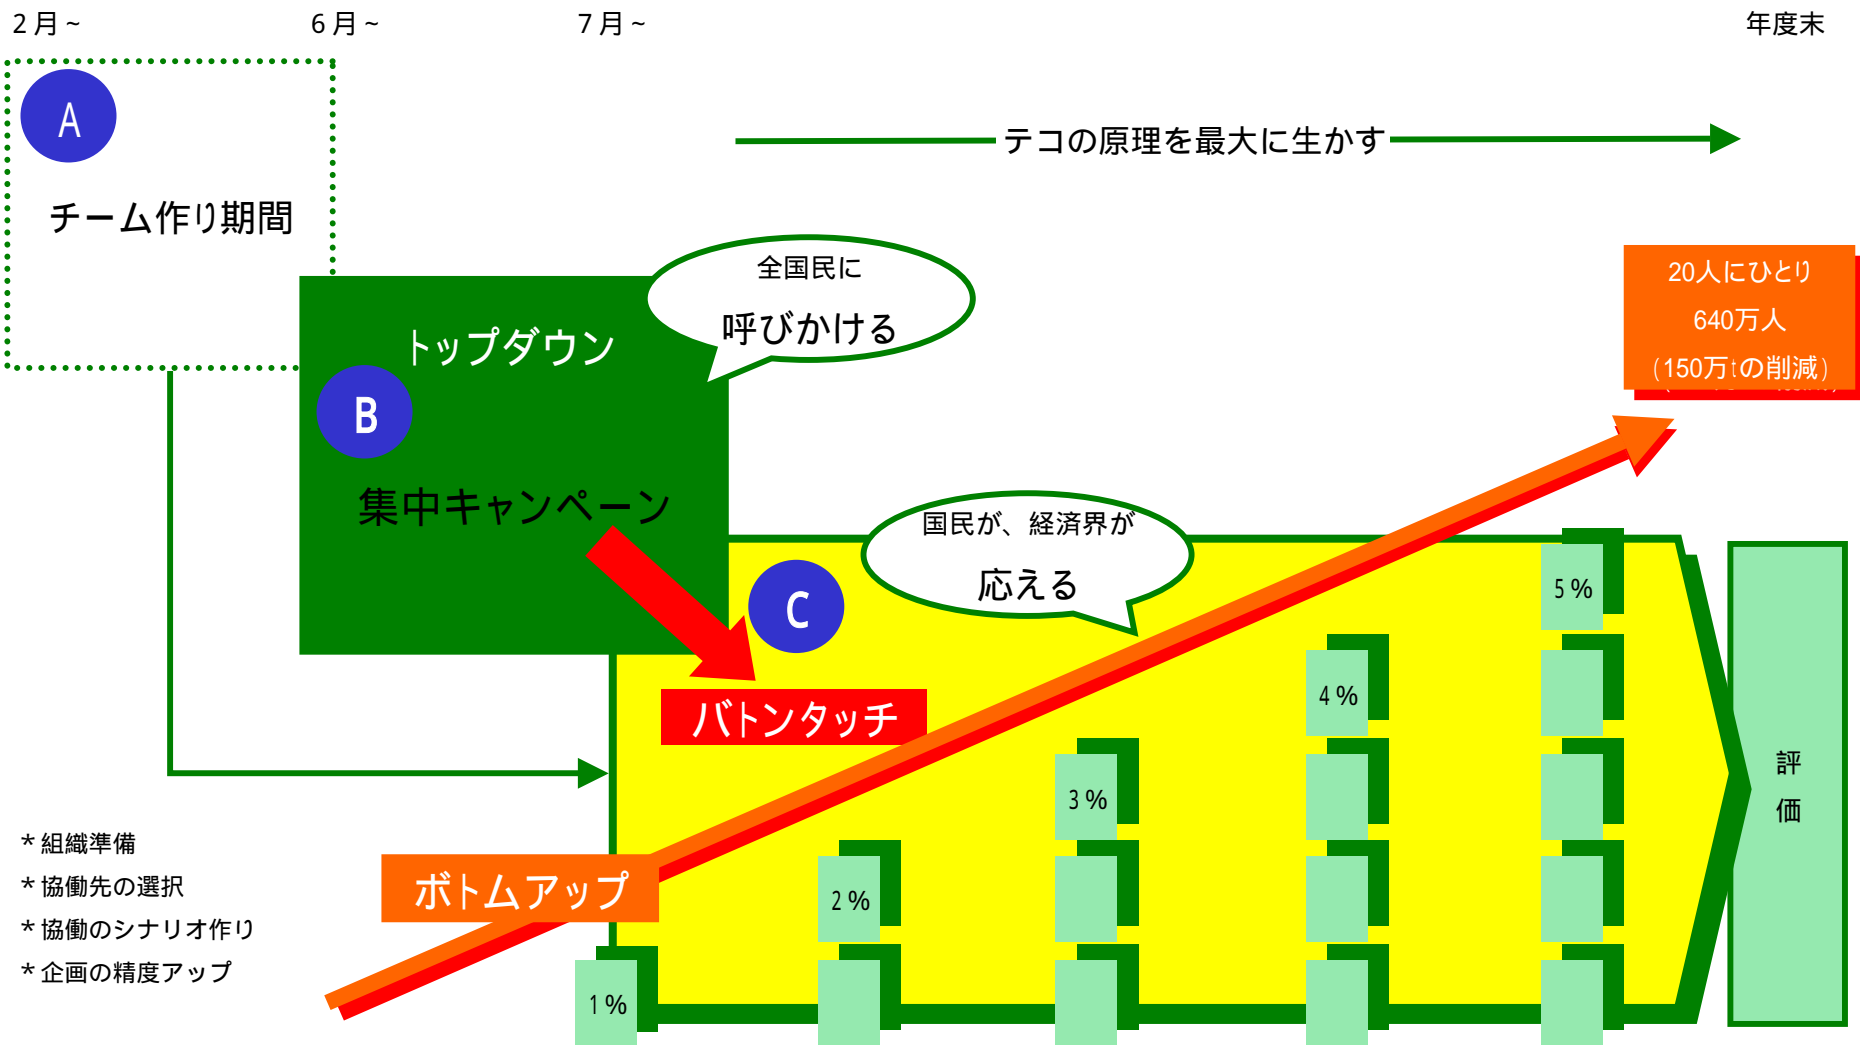 2月~
6月~
7月~
年度末
A
テコの原理を最大に生かす
チーム作り期間
全国民に
呼びかける
20人にひとり
640万人
(150万tの削減)
トップダウン
B
集中キャンペーン
国民が、経済界が
応える
C
5%
4%
バトンタッチ
3%
評
価
*組織準備
*協働先の選択
*協働のシナリオ作り
*企画の精度アップ
ボトムアップ
2%
1%